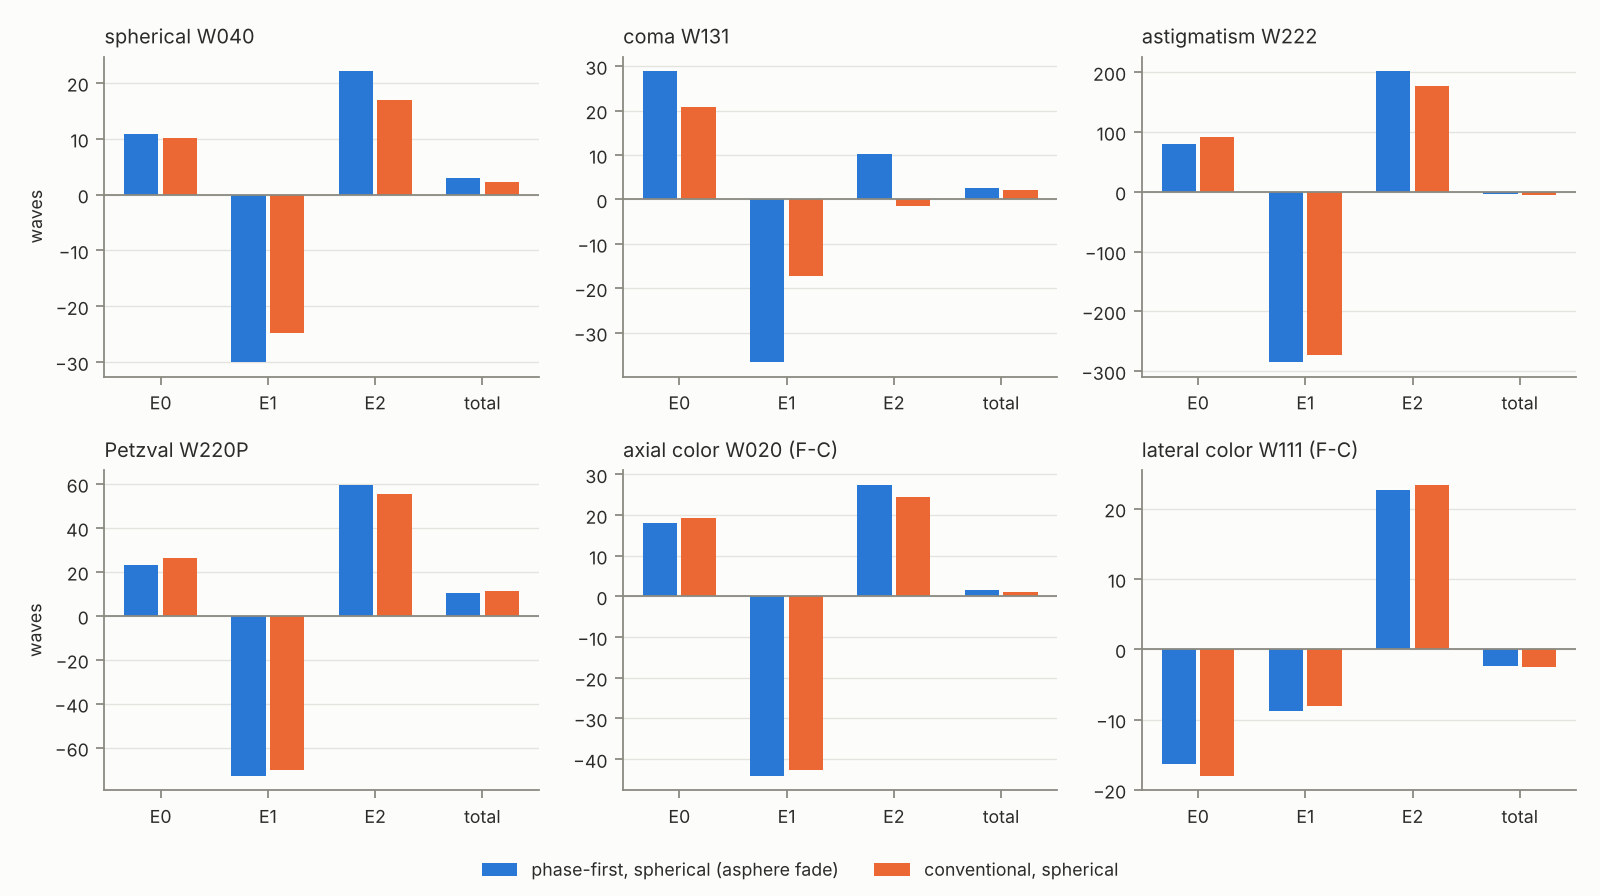 spherical W040
coma W131
astigmatism W222
waves
20
10
0
−10
−20
−30
E0 E1 E2 total
30
20
10
0
−10
−20
−30
E0 E1 E2 total
200
100
0
−100
−200
−300
E0 E1 E2 total
Petzval W220P
axial color W020 (F-C)
lateral color W111 (F-C)
waves
60
40
20
0
−20
−40
−60
E0 E1 E2 total
30
20
10
0
−10
−20
−30
−40
E0 E1 E2 total
20
10
0
−10
−20
E0 E1 E2 total
phase-first, spherical (asphere fade)
conventional, spherical